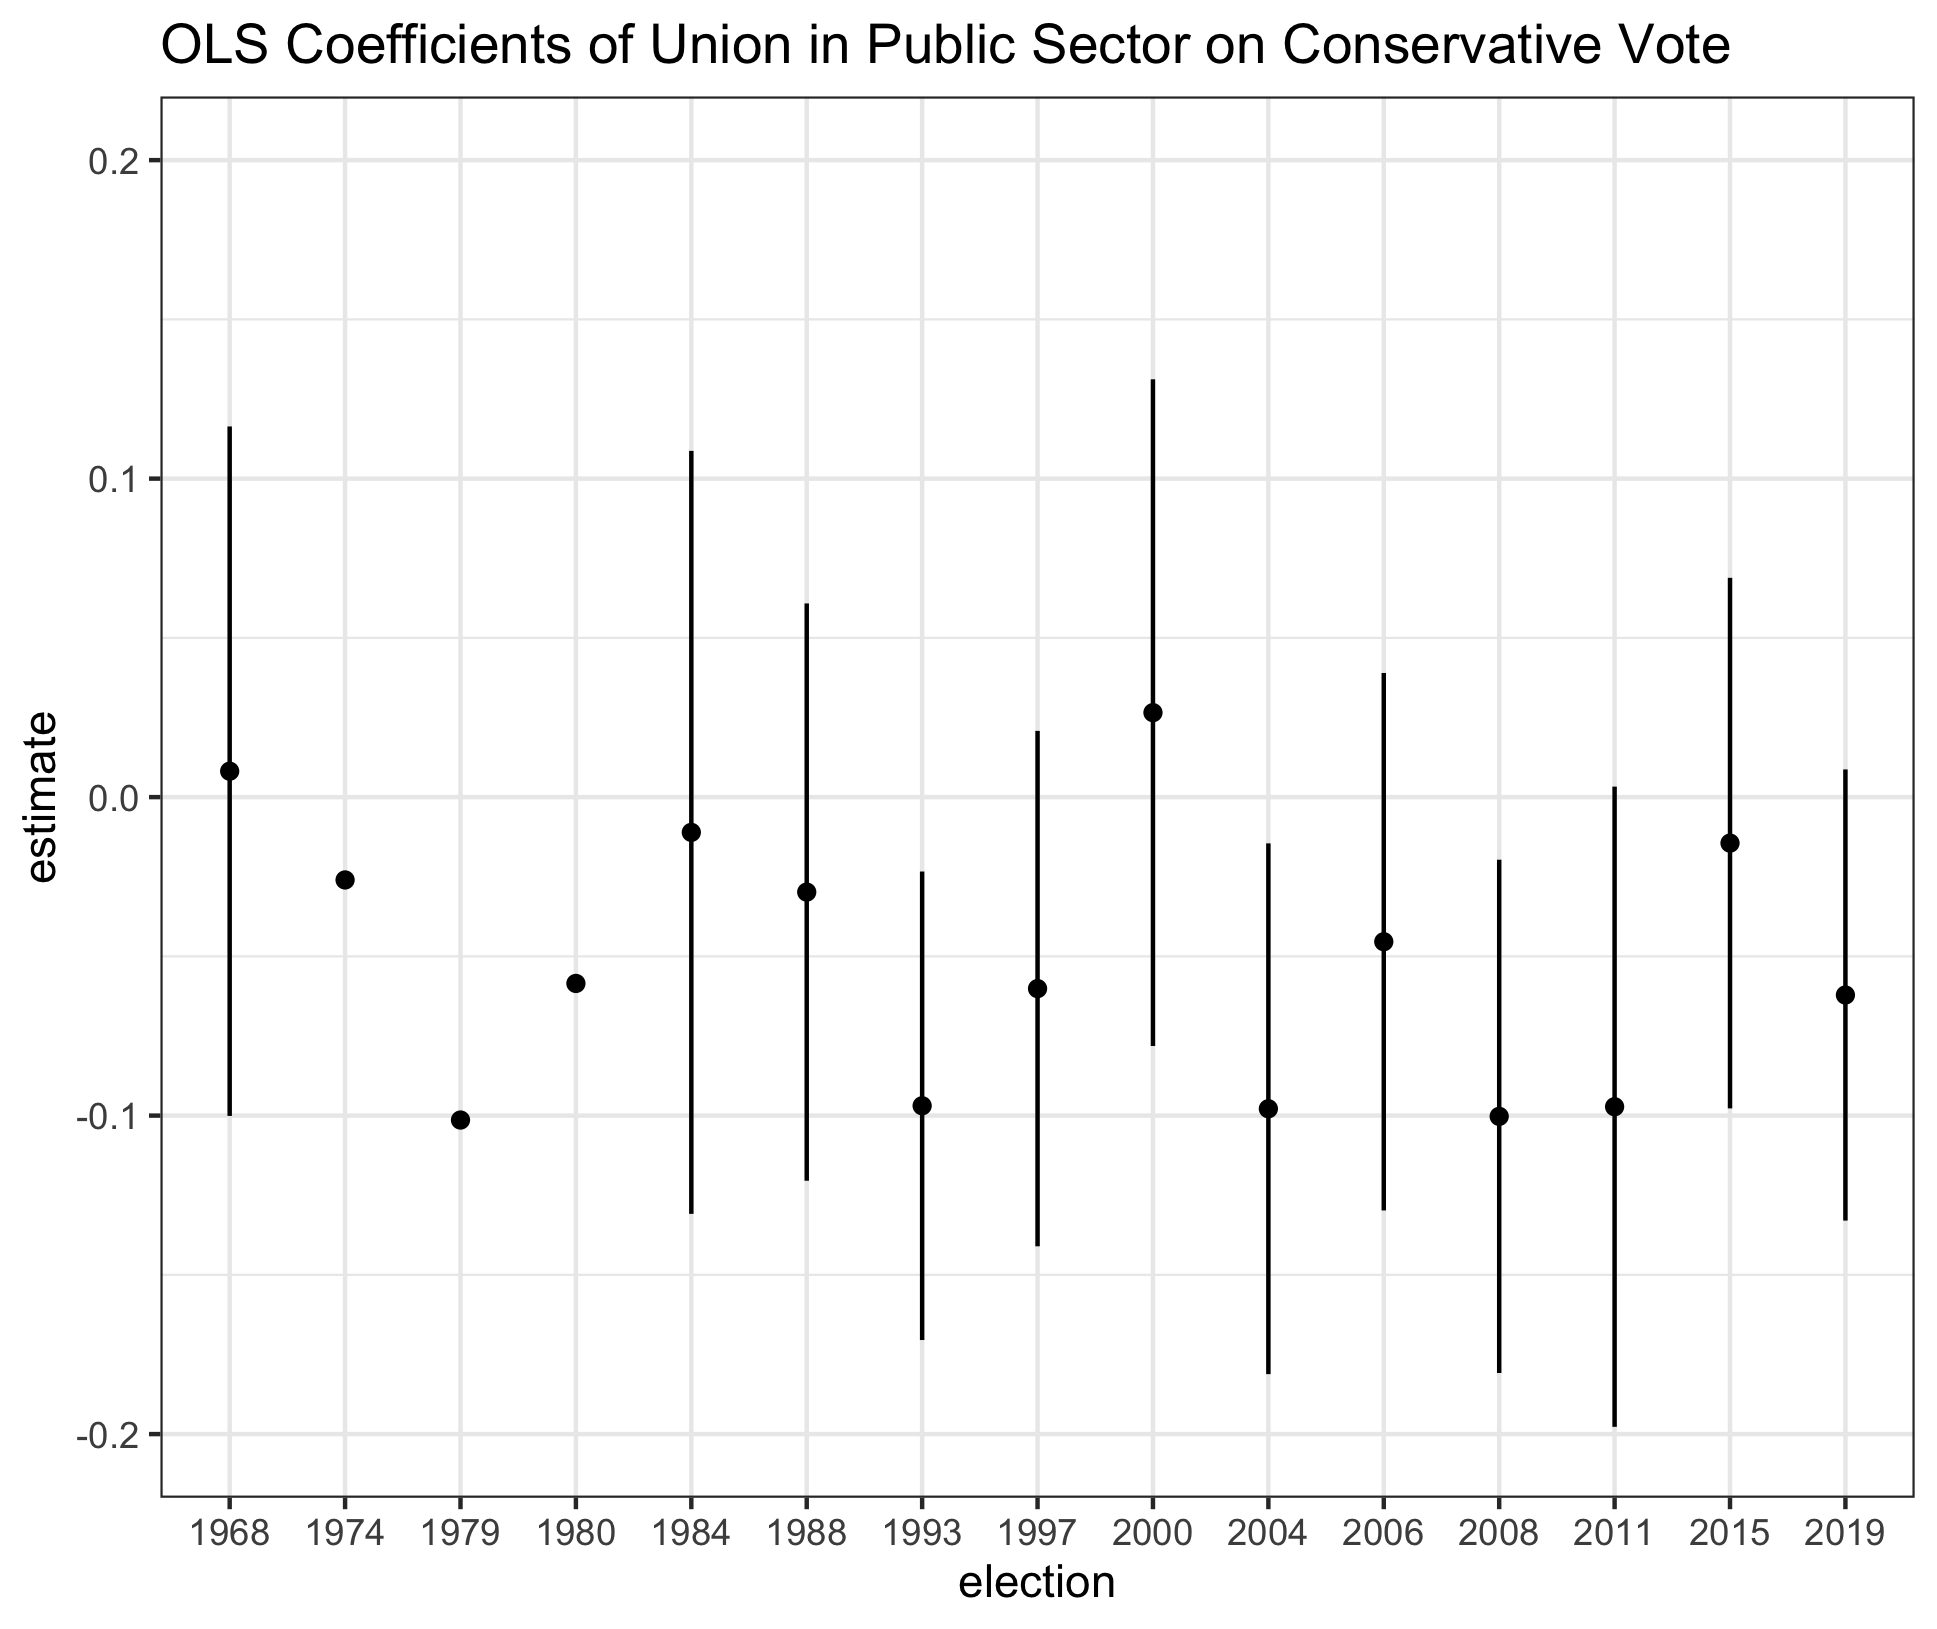 OLS Coefficients of Union in Public Sector on Conservative Vote
0.2
0.1
0.0
-0.1
-0.2
estimate
1968 1974 1979 1980 1984 1988 1993 1997 2000 2004 2006 2008 2011 2015 2019
election